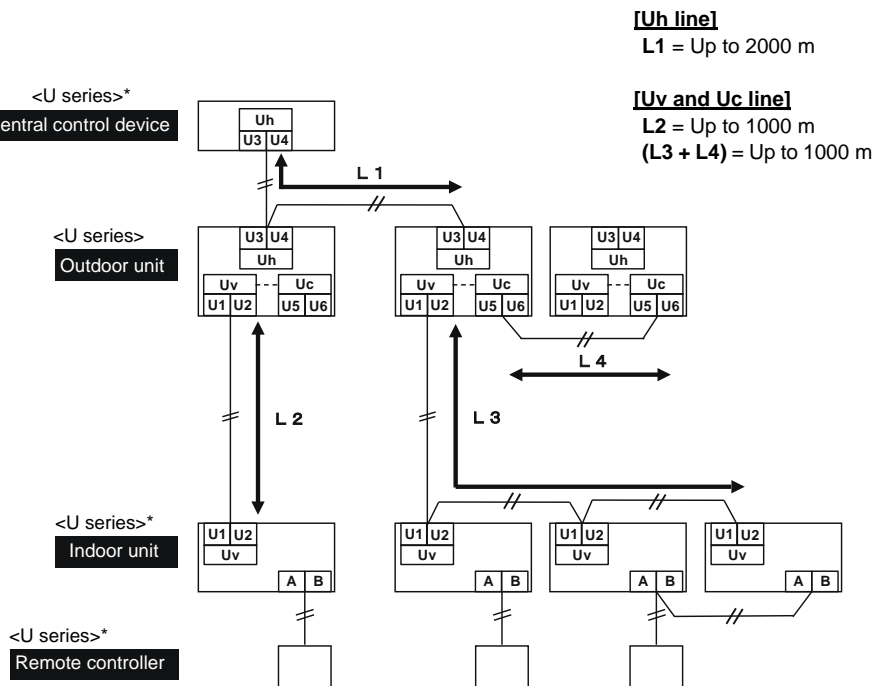 [Uh line]
L1 = Up to 2000 m
[Uv and Uc line]
L2 = Up to 1000 m
(L3 + L4) = Up to 1000 m
<U series>*
entral control device
Uh
U3 U4
L 1
<U series>
Outdoor unit
U3 U4 U3 U4 U3 U4
Uh Uh Uh
Uv Uc Uv Uc Uv Uc
U1 U2 U5 U6 U1 U2 U5 U6 U1 U2 U5 U6
L 4
L 2 L 3
<U series>*
Indoor unit
U1 U2 U1 U2 U1 U2 U1 U2
Uv Uv Uv Uv
A B A B A B A B
<U series>*
Remote controller